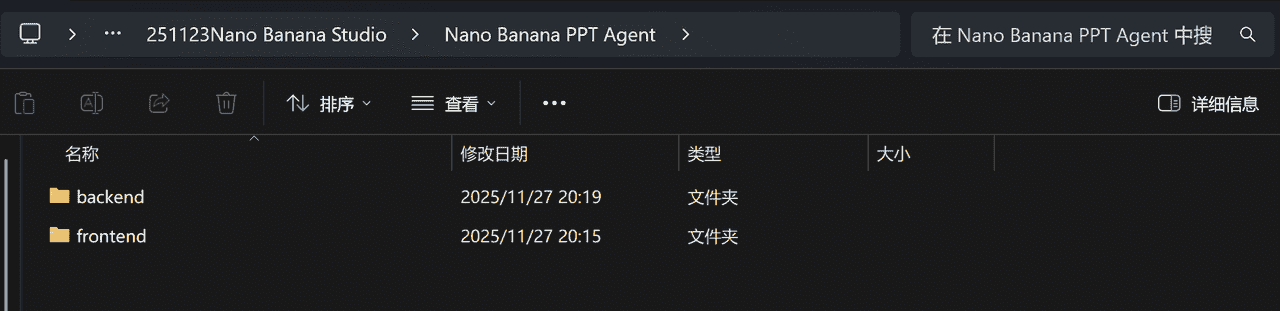 251123Nano Banana Studio > Nano Banana PPT Agent > 在 Nano Banana PPT Agent 中搜
排序 查看 详细信息
名称 修改日期 类型 大小
backend 2025/11/27 20:19 文件夹
frontend 2025/11/27 20:15 文件夹